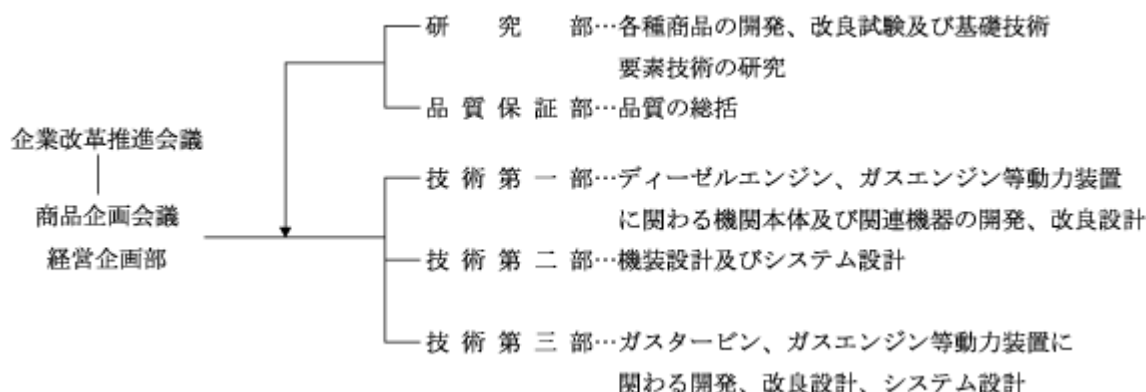 研究部…各種商品の開発、改良試験及び基礎技術
要素技術の研究
品質保証部…品質の総括
企業改革推進会議
商品企画会議
経営企画部
技術第一部…ディーゼルエンジン、ガスエンジン等動力装置
に関わる機関本体及び関連機器の開発、改良設計
技術第二部…機装設計及びシステム設計
技術第三部…ガスタービン、ガスエンジン等動力装置に
関わる開発、改良設計、システム設計